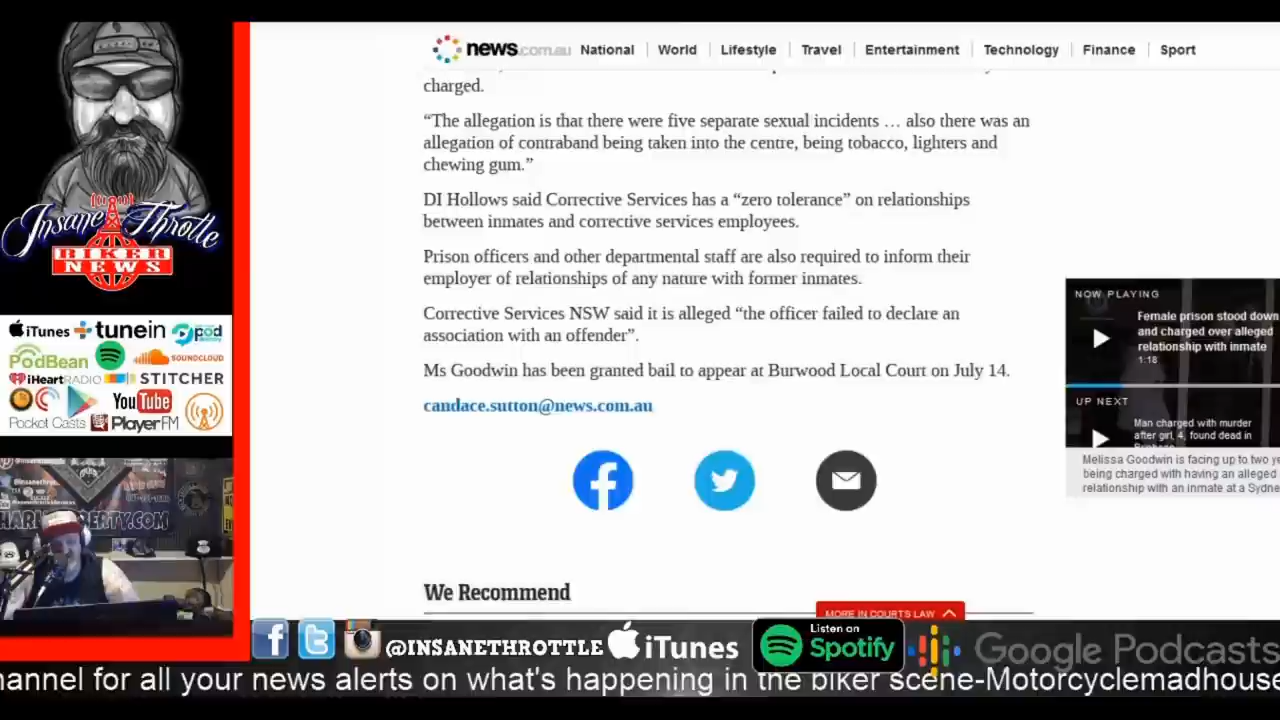 news.com.au National World Lifestyle Travel Entertainment Technology Finance Sport
charged.
“The allegation is that there were five separate sexual incidents … also there was an
allegation of contraband being taken into the centre, being tobacco, lighters and
chewing gum.”
DI Hollows said Corrective Services has a “zero tolerance” on relationships
between inmates and corrective services employees.
Prison officers and other departmental staff are also required to inform their
employer of relationships of any nature with former inmates.
Corrective Services NSW said it is alleged “the officer failed to declare an
association with an offender”.
Ms Goodwin has been granted bail to appear at Burwood Local Court on July 14.
candace.sutton@news.com.au
We Recommend
MORE IN COURTS LAW
NOW PLAYING
Female prison stood down
and charged over alleged
relationship with inmate
1:18
UP NEXT
Man charged with murder
after girl, 4, found dead in
Melissa Goodwin is facing up to two ye
being charged with having an alleged
relationship with an inmate at a Sydne
Insane Throttle
BIKER
NEWS
iTunes tunein pod
PodBean SOUNDCLOUD
iHeartRADIO STITCHER
YouTube
Pocket Casts PlayerFM
@INSANETHROTTLE iTunes Listen on Spotify Google Podcasts
hannel for all your news alerts on what's happening in the biker scene-Motorcyclemadhouse